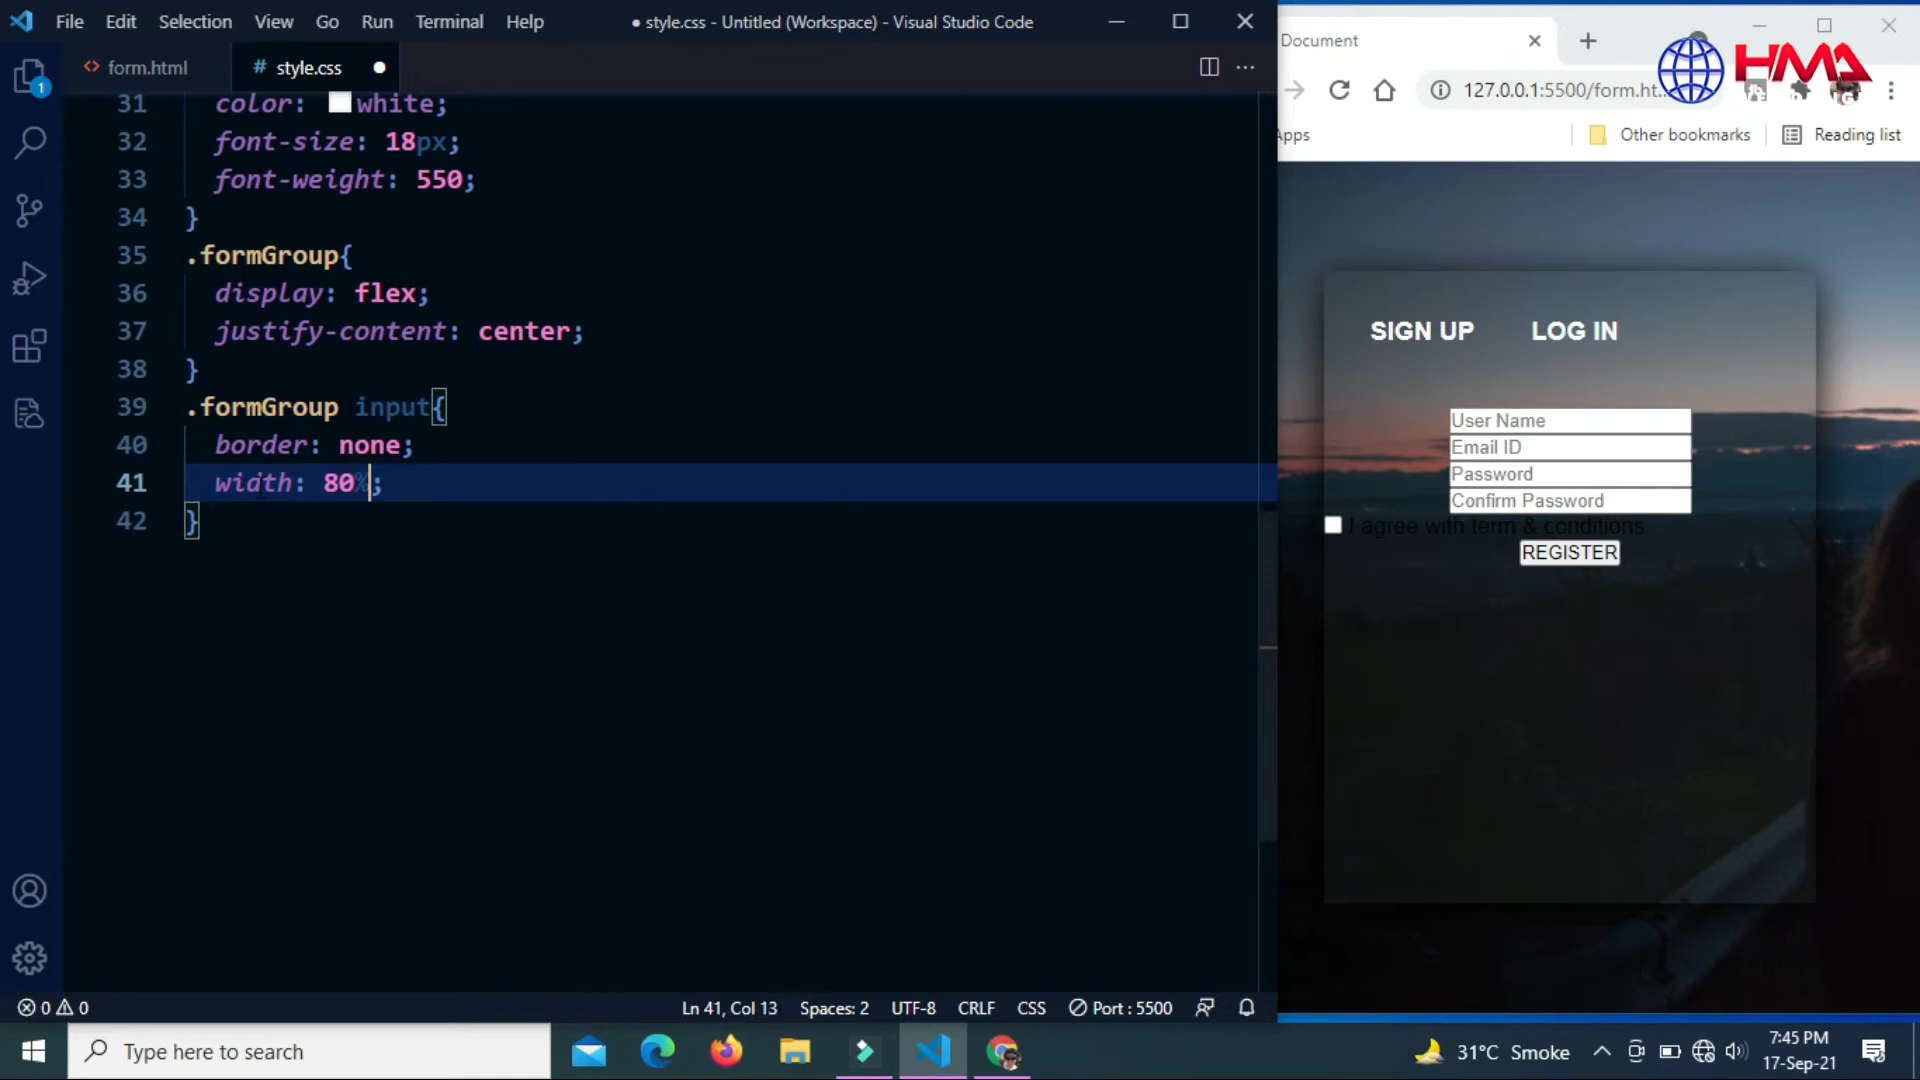 File Edit Selection View Go Run Terminal Help
● style.css - Untitled (Workspace) - Visual Studio Code
form.html
# style.css
31 color: white;
32 font-size: 18px;
33 font-weight: 550;
34 }
35 .formGroup{
36 display: flex;
37 justify-content: center;
38 }
39 .formGroup input{
40 border: none;
41 width: 80%;
42 }
1
0 0
Ln 41, Col 13 Spaces: 2 UTF-8 CRLF CSS Port : 5500
Document
HMA
127.0.0.1:5500/form.ht...
Apps
Other bookmarks Reading list
SIGN UP LOG IN
User Name
Email ID
Password
Confirm Password
I agree with term & conditions
REGISTER
Type here to search
31°C Smoke
7:45 PM
17-Sep-21